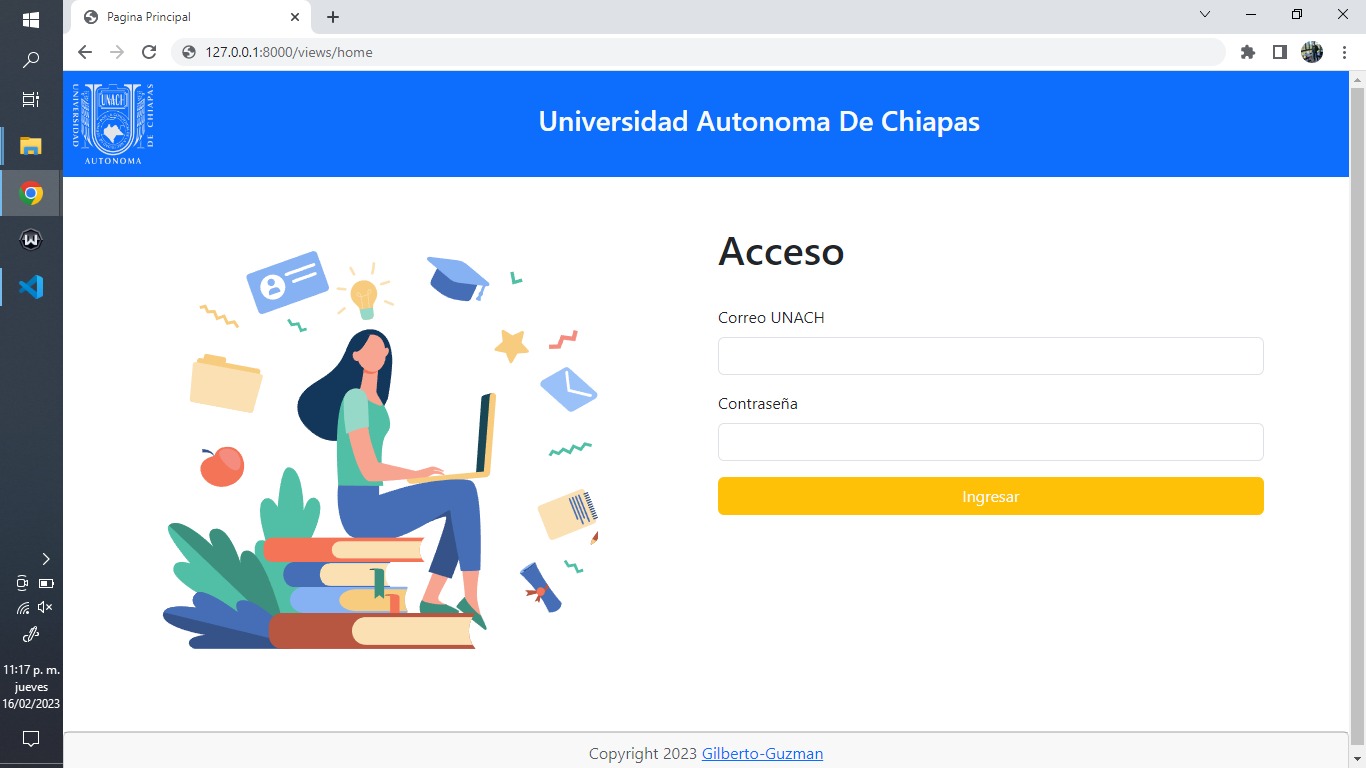 Pagina Principal
127.0.0.1:8000/views/home
UNACH
UNIVERSIDAD
DE CHIAPAS
AUTONOMA
Universidad Autonoma De Chiapas
Acceso
Correo UNACH
Contraseña
Ingresar
11:17 p. m.
jueves
16/02/2023
Copyright 2023 Gilberto-Guzman